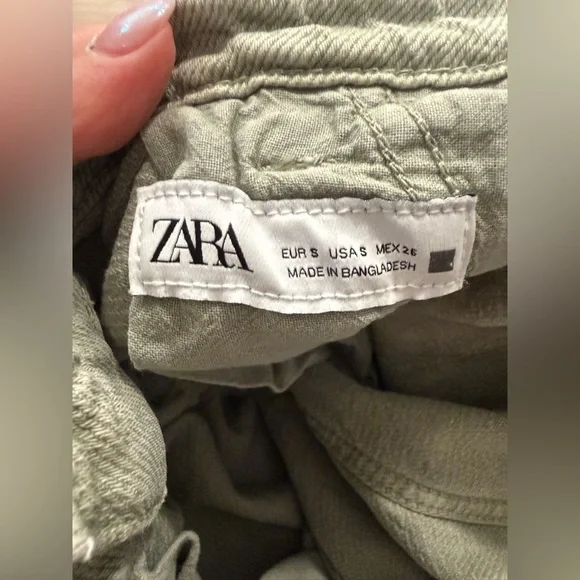 ZARA
EUR S USA S MEX 26
MADE IN BANGLADESH